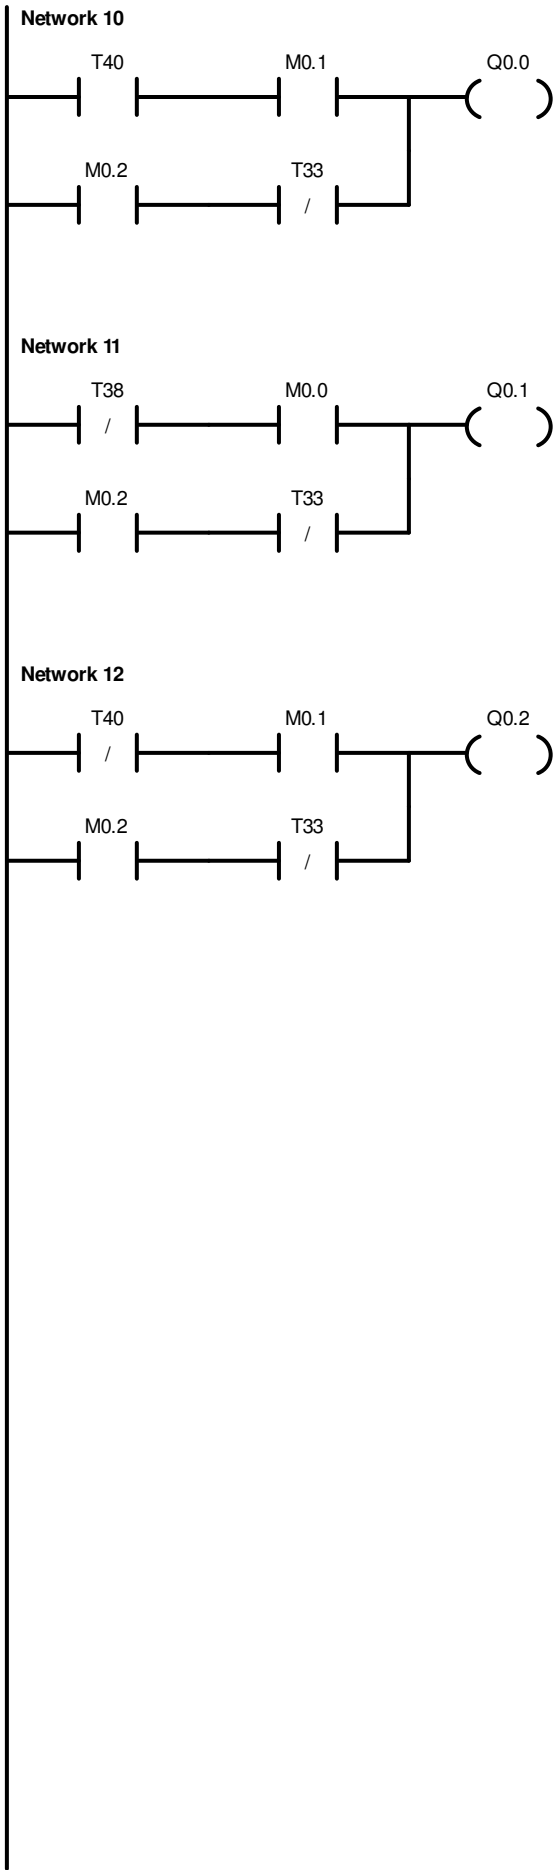 Network 10
T40 M0.1 Q0.0
M0.2 T33
/
Network 11
T38 M0.0 Q0.1
/
M0.2 T33
/
Network 12
T40 M0.1 Q0.2
/
M0.2 T33
/